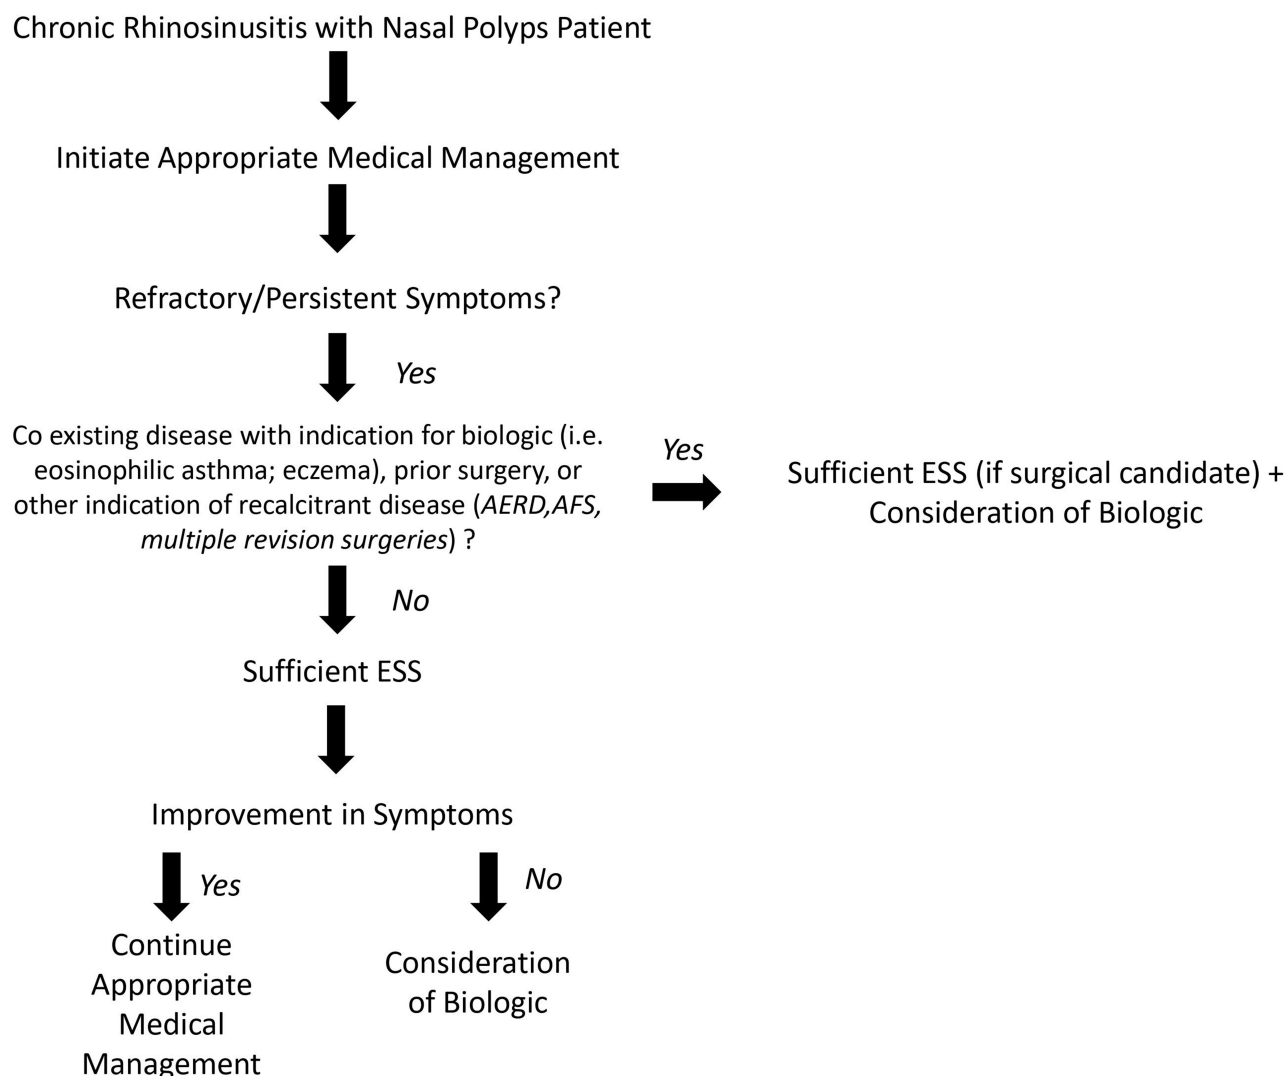 Chronic Rhinosinusitis with Nasal Polyps Patient
Initiate Appropriate Medical Management
Refractory/Persistent Symptoms?
Yes
Co existing disease with indication for biologic (i.e.
eosinophilic asthma; eczema), prior surgery, or
other indication of recalcitrant disease (AERD,AFS,
multiple revision surgeries) ?
Yes
Sufficient ESS (if surgical candidate) +
Consideration of Biologic
No
Sufficient ESS
Improvement in Symptoms
Yes
Continue
Appropriate
Medical
Management
No
Consideration
of Biologic